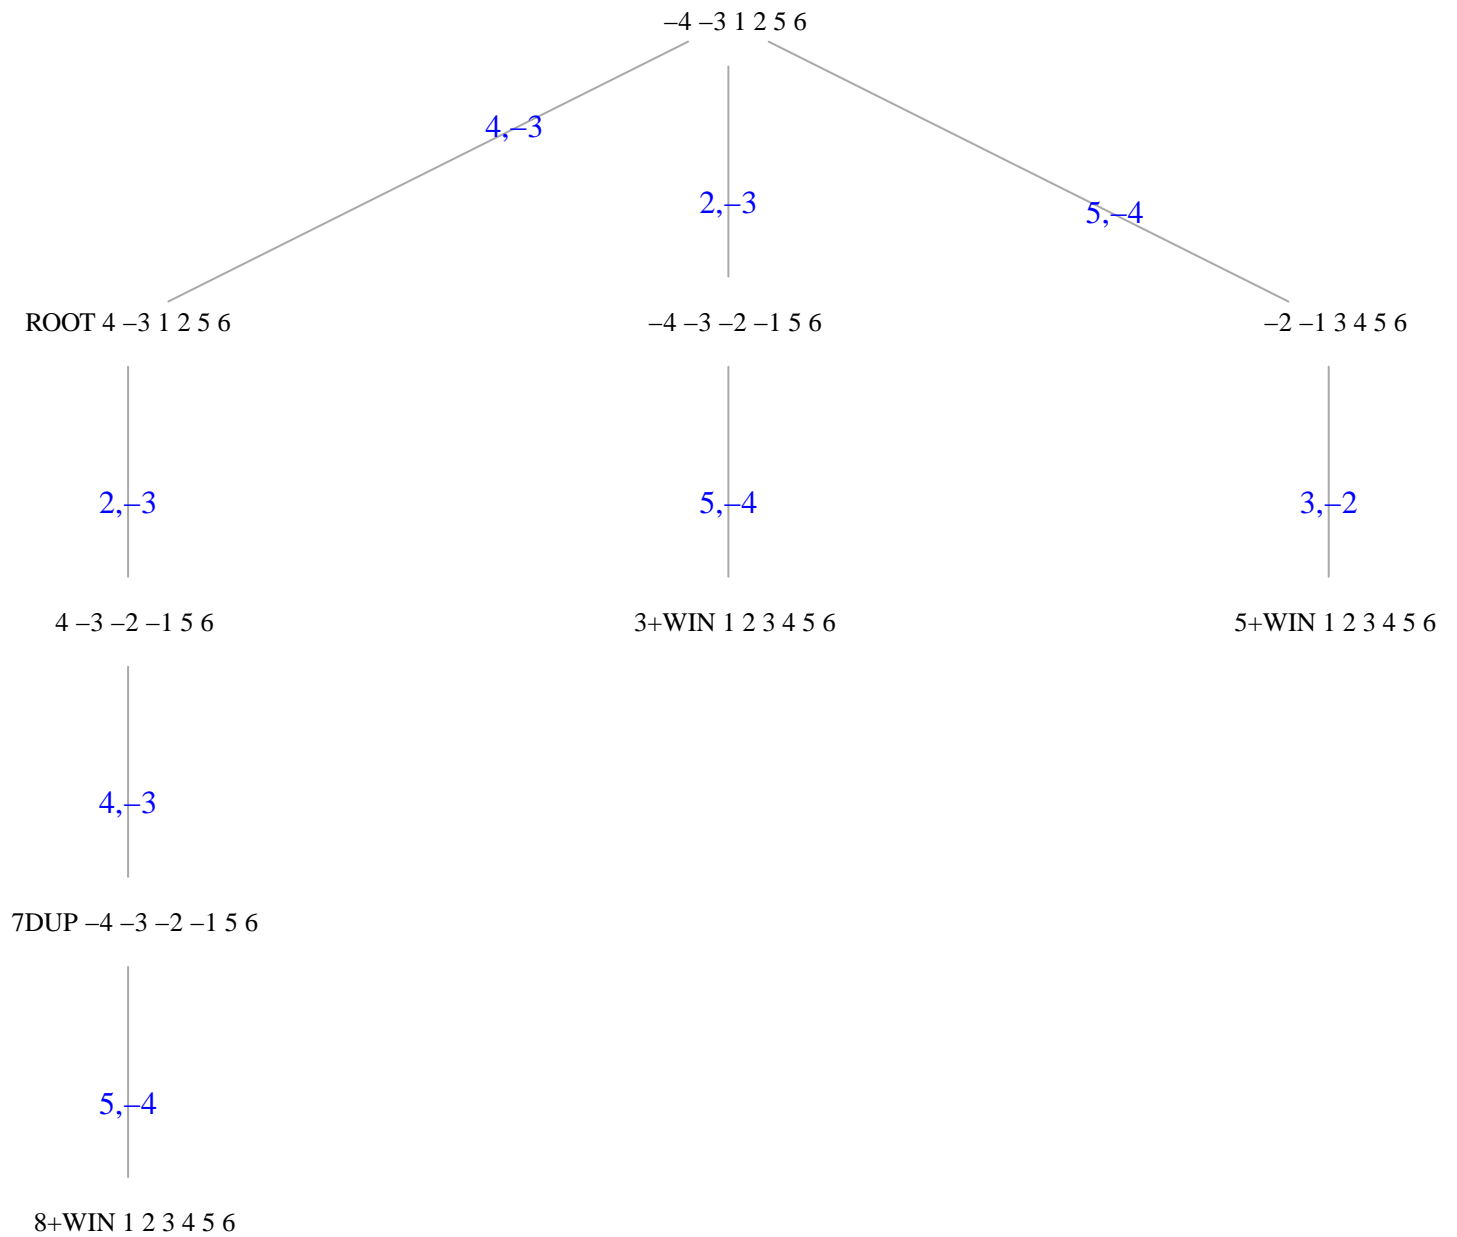 –4 –3 1 2 5 6
4,–3
2,–3
5,–4
ROOT 4 –3 1 2 5 6
–4 –3 –2 –1 5 6
–2 –1 3 4 5 6
2,–3
5,–4
3,–2
4 –3 –2 –1 5 6
3+WIN 1 2 3 4 5 6
5+WIN 1 2 3 4 5 6
4,–3
7DUP –4 –3 –2 –1 5 6
5,–4
8+WIN 1 2 3 4 5 6